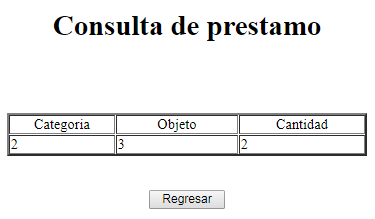 Consulta de prestamo
Categoria Objeto Cantidad
2 3 2
Regresar